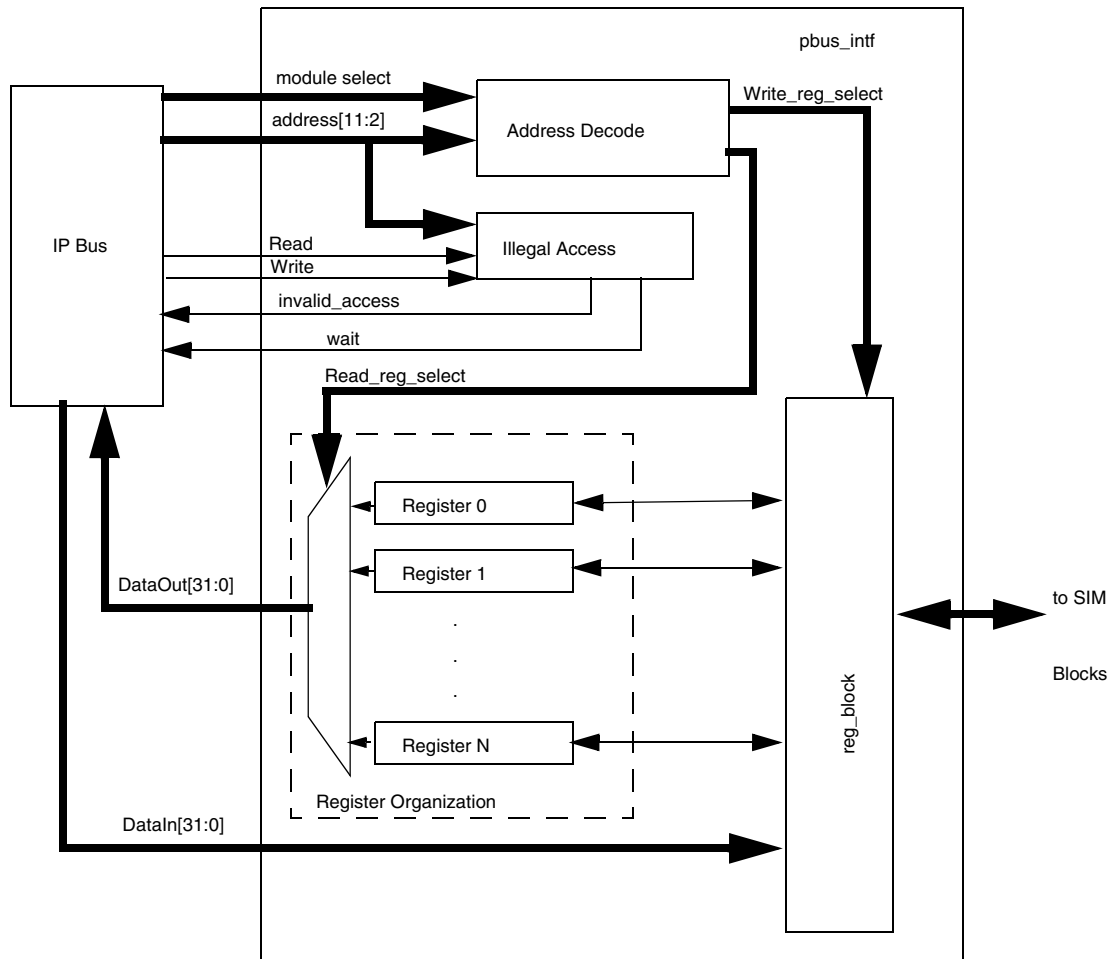 pbus_intf
module select
Write_reg_select
address[11:2]
Address Decode
IP Bus
Read
Illegal Access
Write
invalid_access
wait
Read_reg_select
Register 0
Register 1
DataOut[31:0]
to SIM
.
.
.
Blocks
reg_block
Register N
Register Organization
DataIn[31:0]